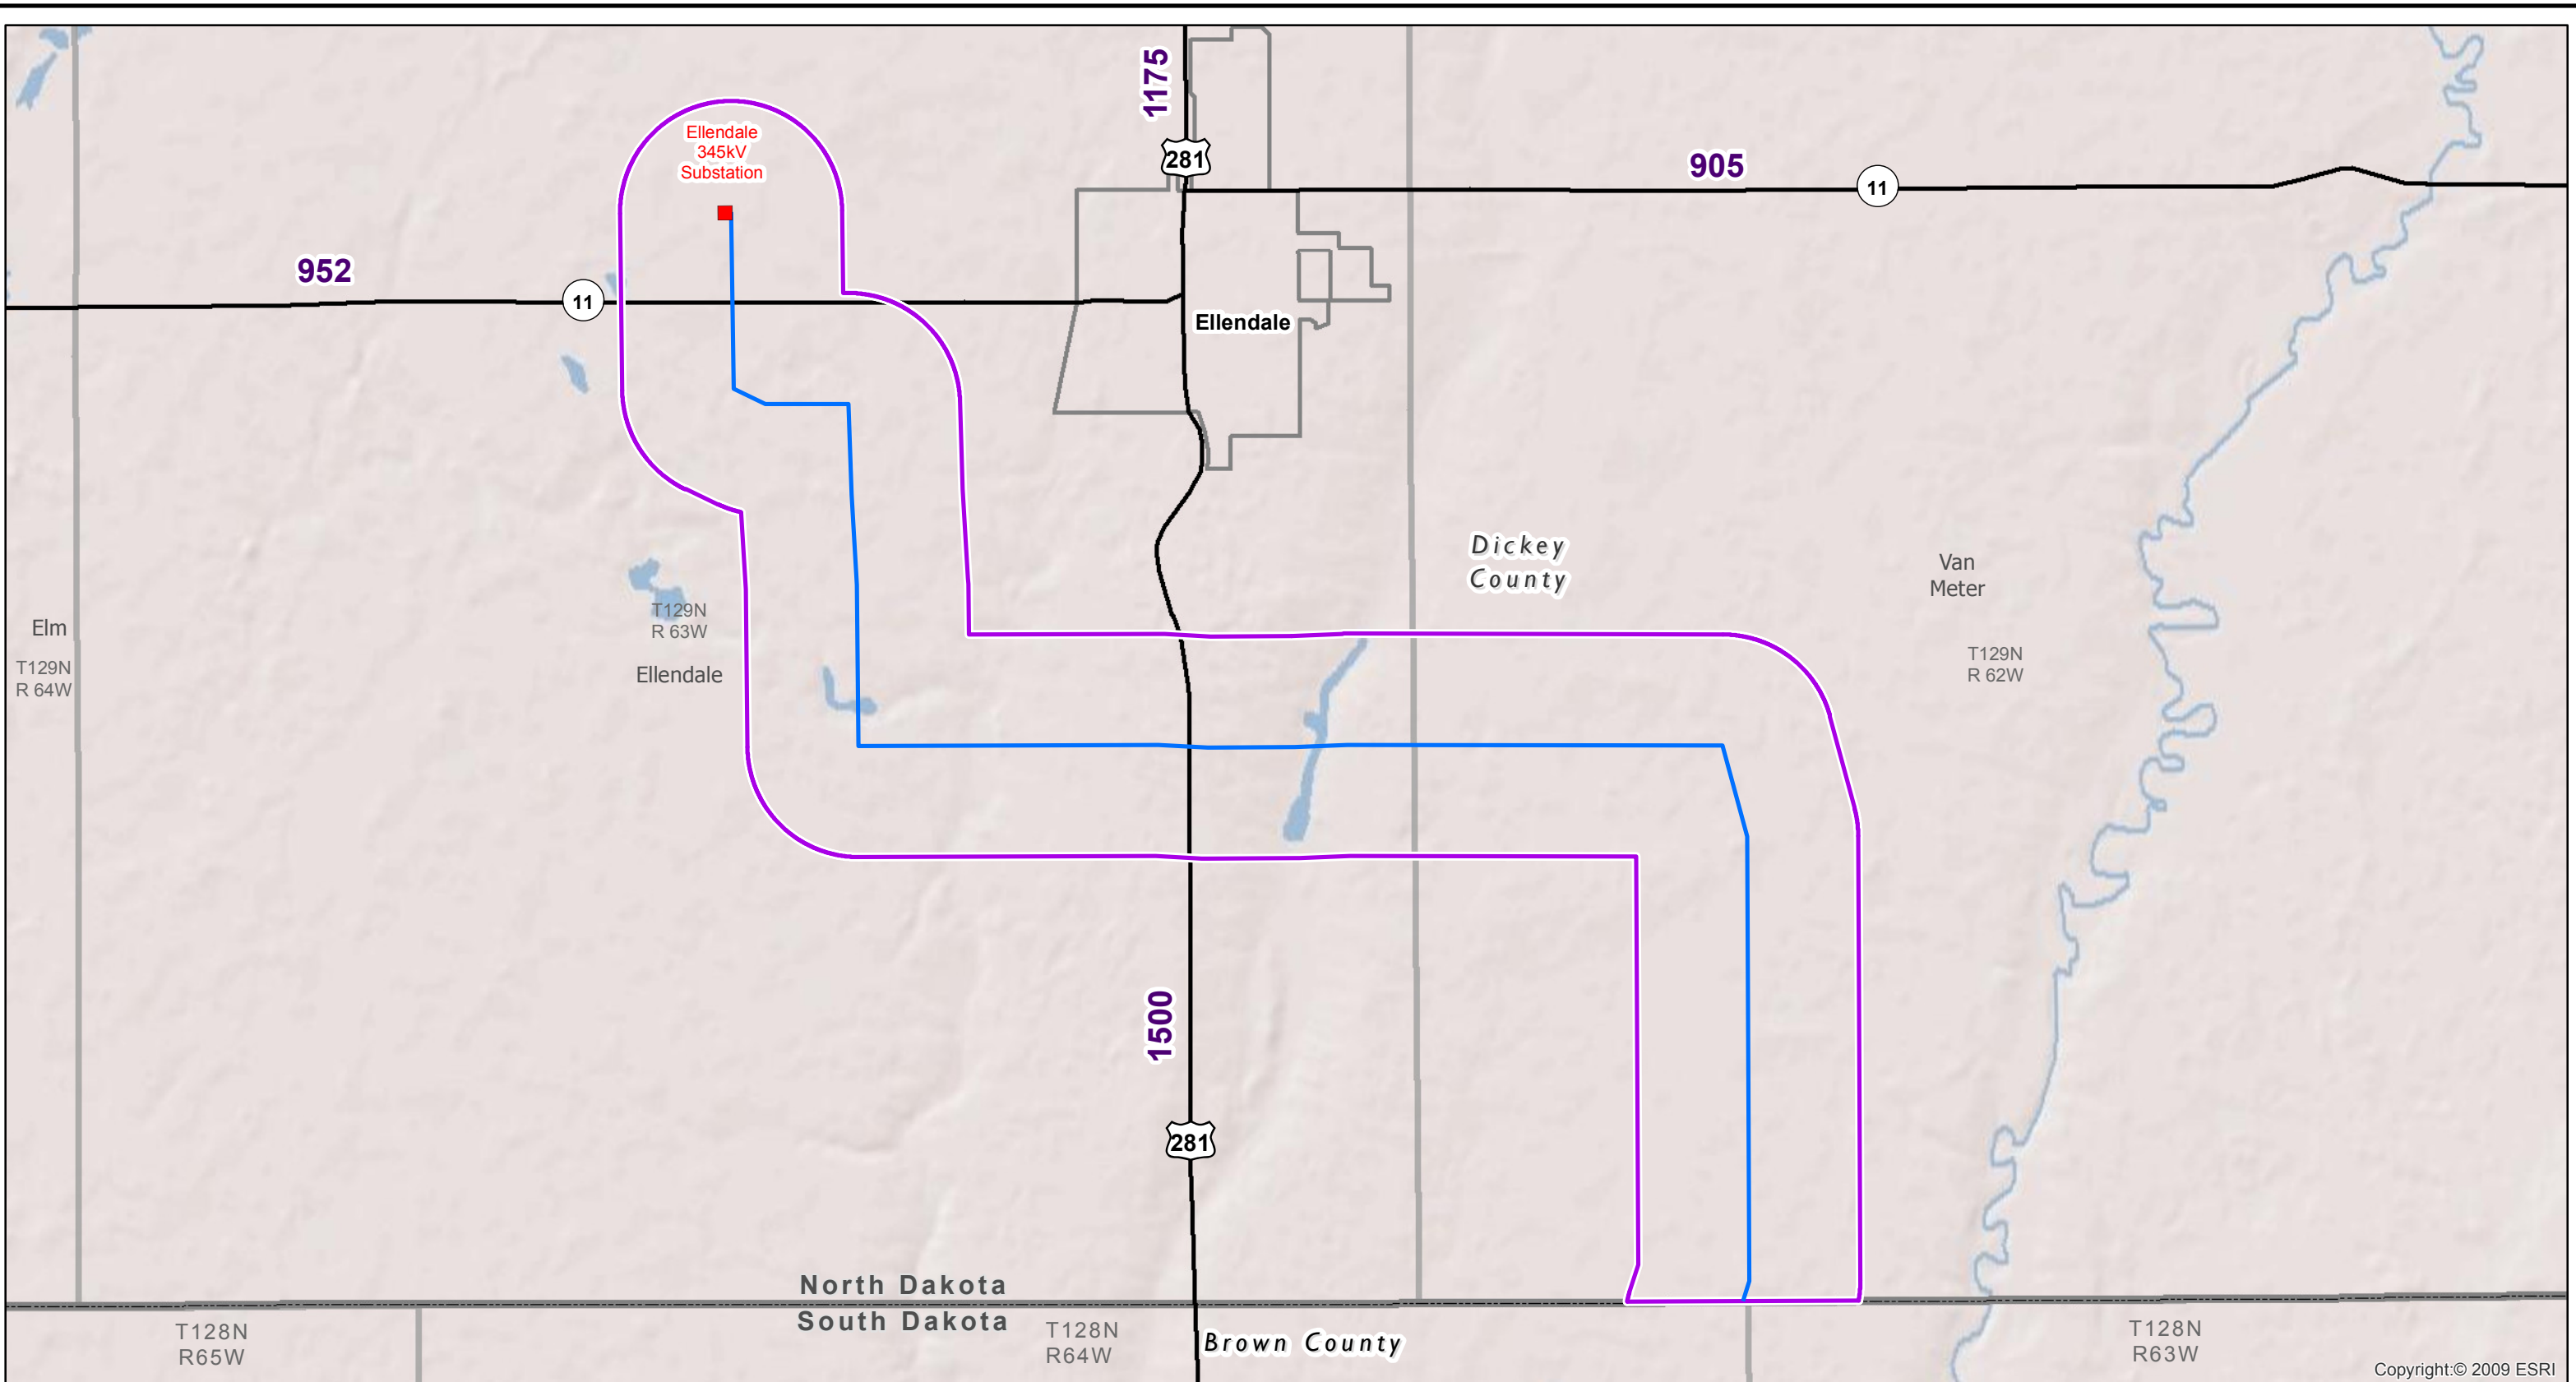 1175
Ellendale
345kV
Substation
281
905
11
952
11
Ellendale
Dickey
County
Van
Meter
T129N
R 63W
Elm
T129N
R 62W
T129N
R 64W
Ellendale
1500
281
North Dakota
South Dakota
T128N
R65W
T128N
R64W
Brown County
T128N
R63W
Copyright:© 2009 ESRI